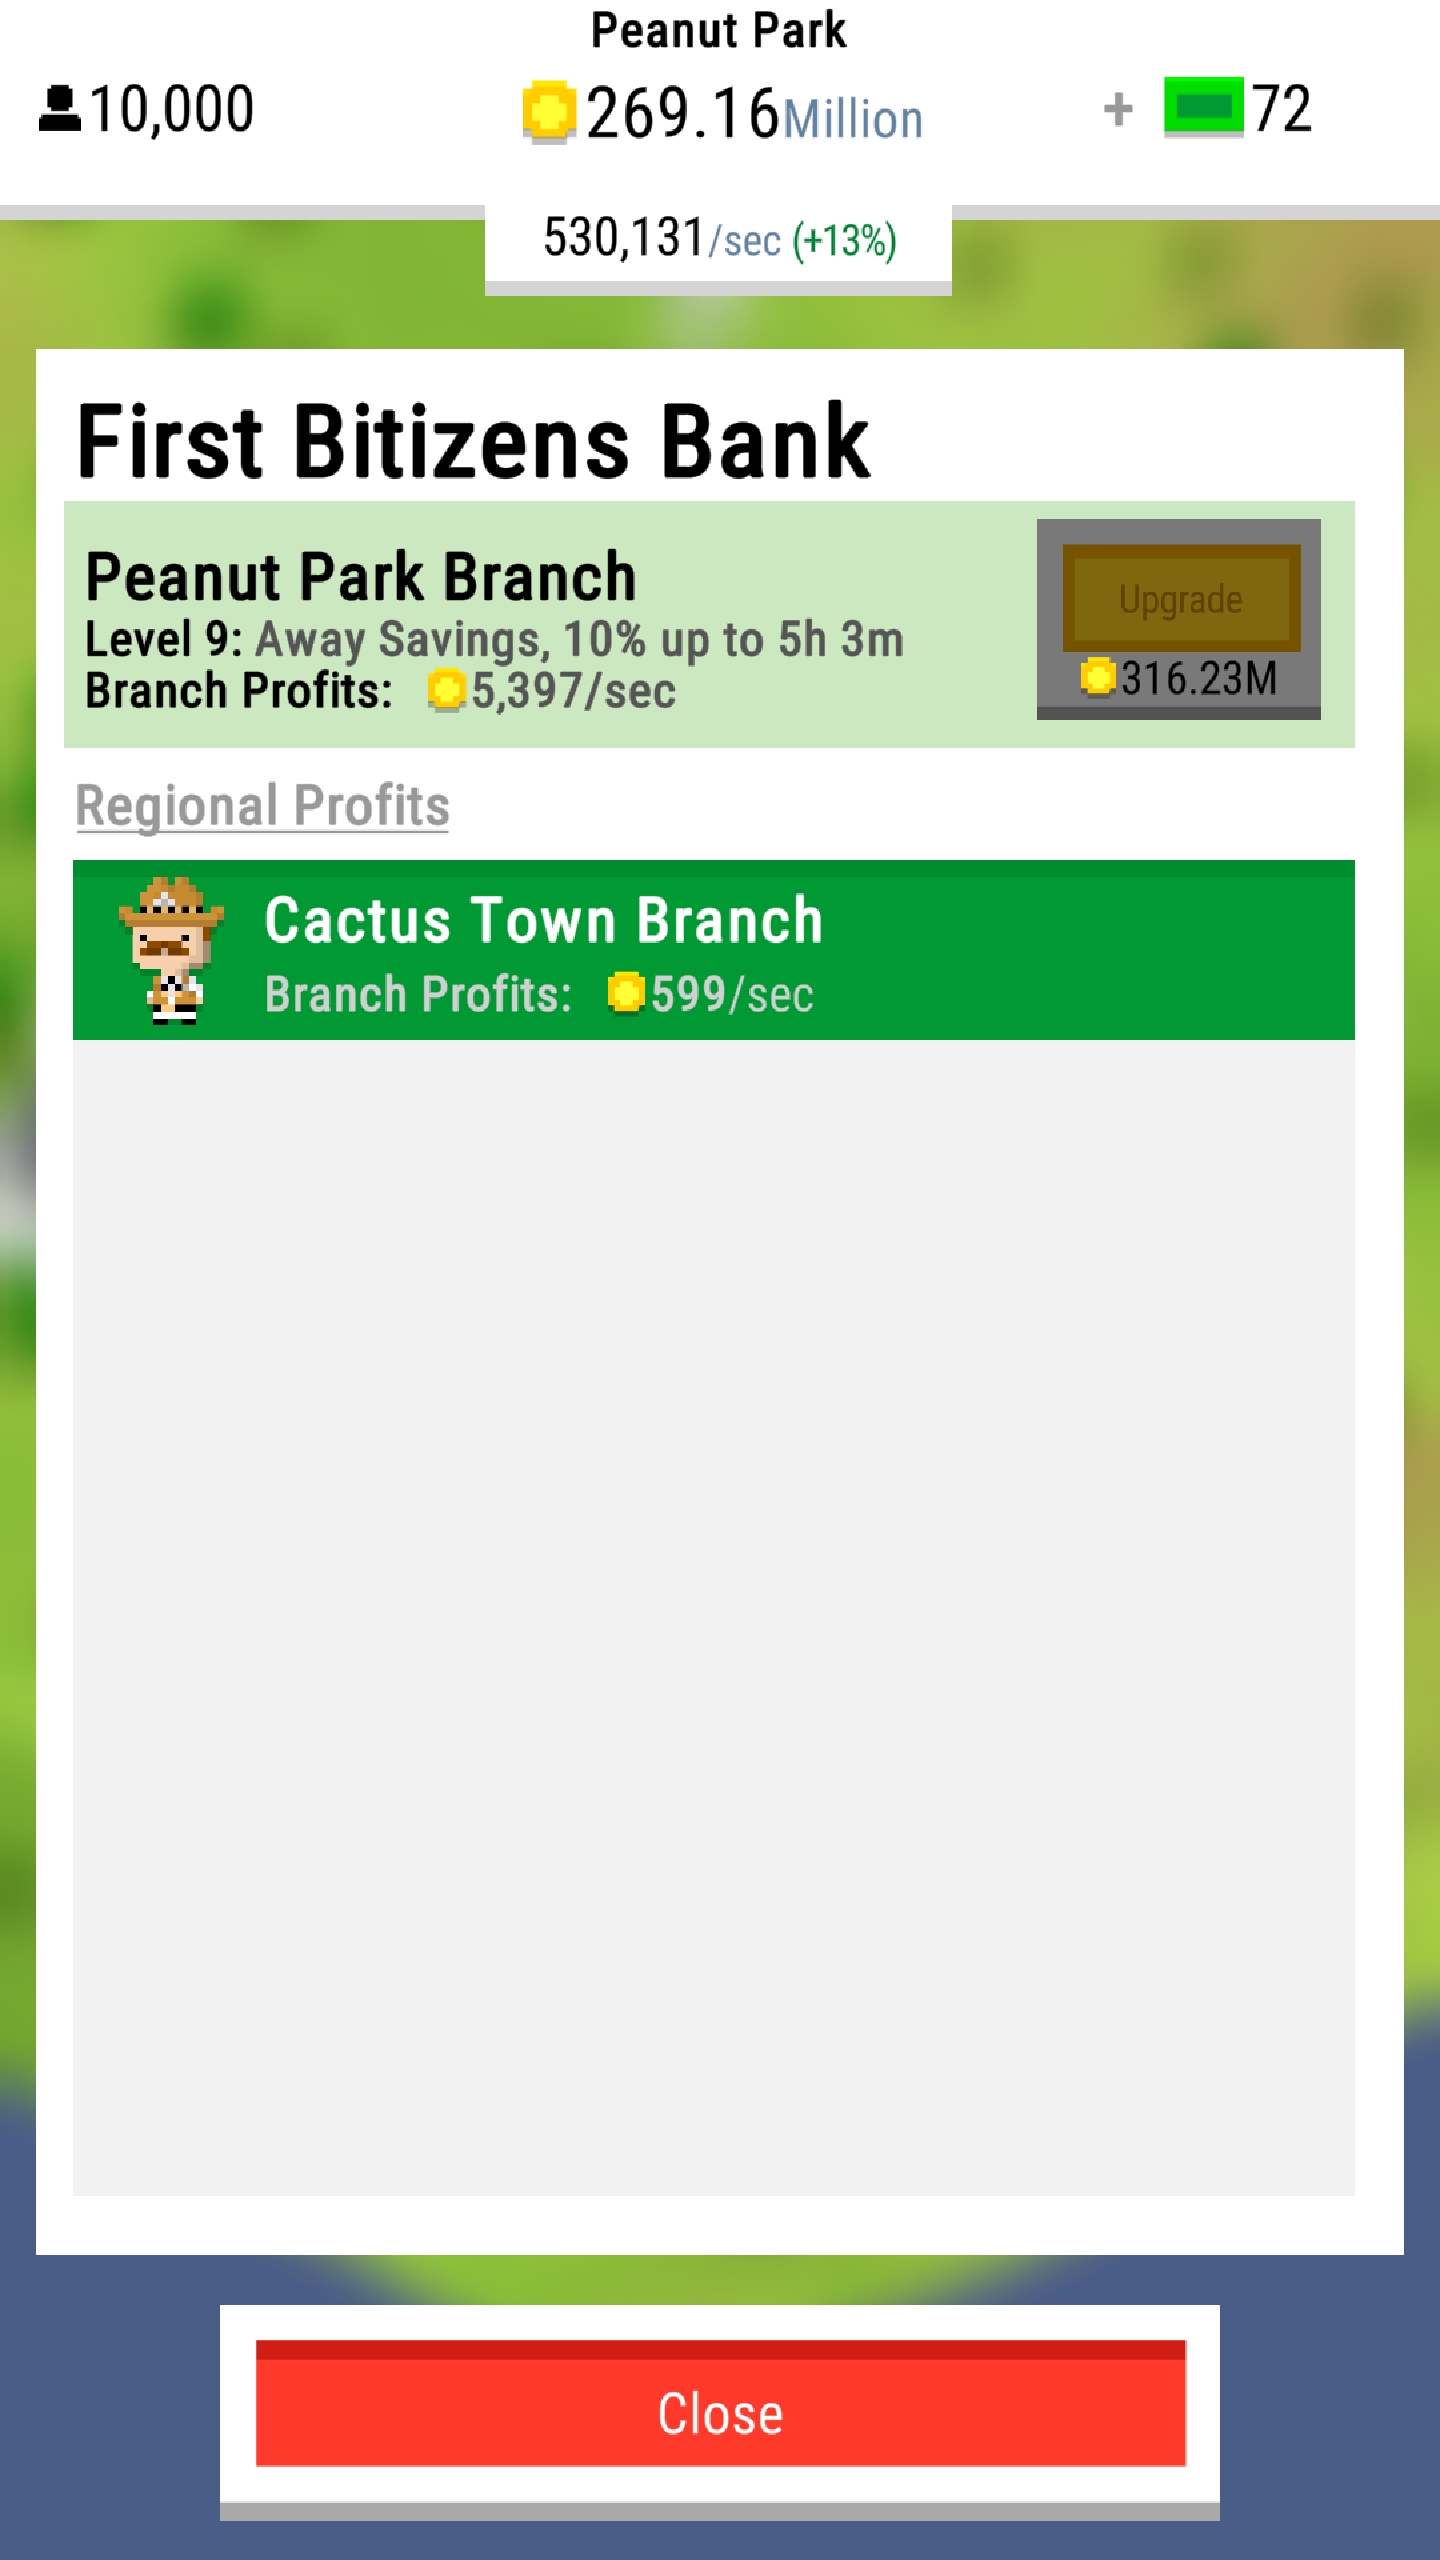 Peanut Park
10,000
269.16Million
+ 72
530,131/sec (+13%)
First Bitizens Bank
Peanut Park Branch
Level 9: Away Savings, 10% up to 5h 3m
Branch Profits: 5,397/sec
Upgrade
316.23M
Regional Profits
Cactus Town Branch
Branch Profits: 599/sec
Close